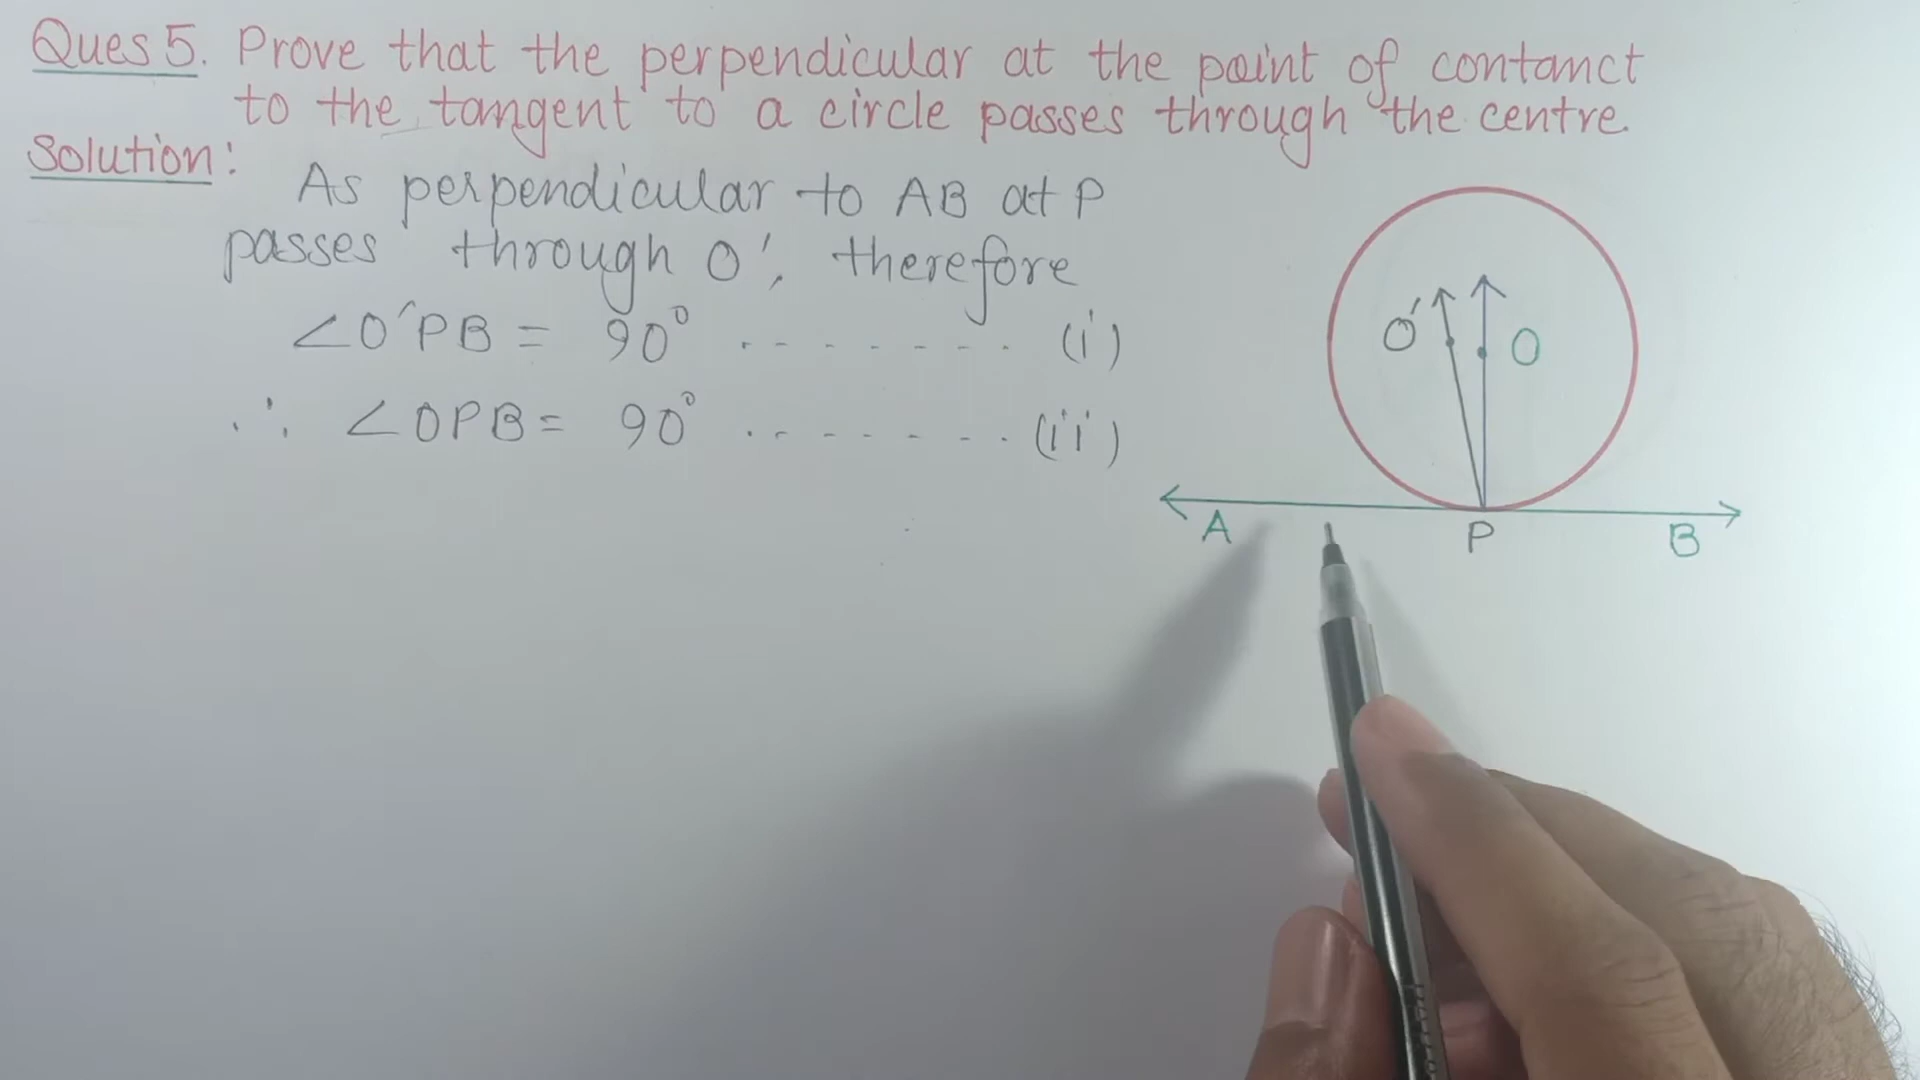 Ques 5. Prove that the perpendicular at the point of contanct
to the tangent to a circle passes through the centre.
Solution:
As perpendicular to AB at P
passes through O', therefore
∠O'PB = 90° . - - - - - - . (i)
∴ ∠OPB = 90° . . - - - - - . (ii)
O' O
A P B